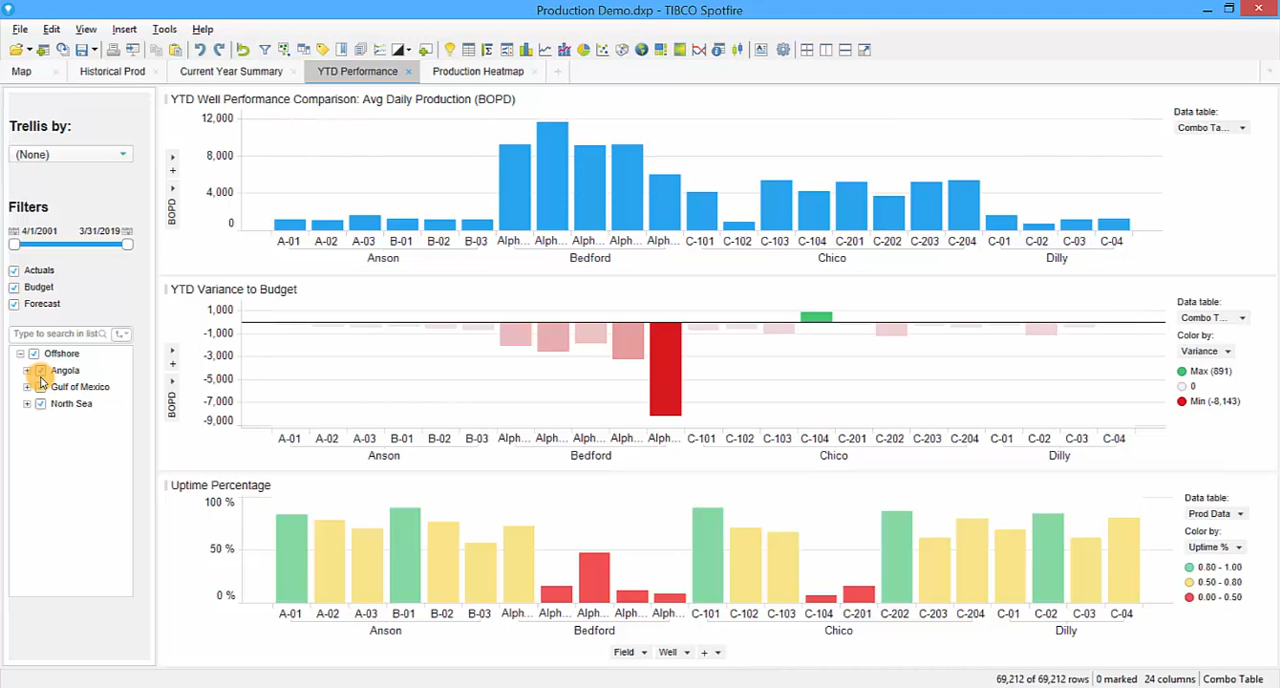 Production Demo.dxp - TIBCO Spotfire
File Edit View Insert Tools Help
Map Historical Prod Current Year Summary YTD Performance Production Heatmap
Trellis by:
(None)
Filters
4/1/2001 3/31/2019
Actuals
Budget
Forecast
Type to search in list
Offshore
Angola
Gulf of Mexico
North Sea
YTD Well Performance Comparison: Avg Daily Production (BOPD)
12,000
8,000
4,000
0
BOPD
A-01 A-02 A-03 B-01 B-02 B-03 Alph... Alph... Alph... Alph... Alph... C-101 C-102 C-103 C-104 C-201 C-202 C-203 C-204 C-01 C-02 C-03 C-04
Anson Bedford Chico Dilly
Data table:
Combo Ta...
YTD Variance to Budget
1,000
-1,000
-3,000
-5,000
-7,000
-9,000
BOPD
A-01 A-02 A-03 B-01 B-02 B-03 Alph... Alph... Alph... Alph... Alph... C-101 C-102 C-103 C-104 C-201 C-202 C-203 C-204 C-01 C-02 C-03 C-04
Anson Bedford Chico Dilly
Data table:
Combo T...
Color by:
Variance
Max (891)
0
Min (-8,143)
Uptime Percentage
100 %
50 %
0 %
A-01 A-02 A-03 B-01 B-02 B-03 Alph... Alph... Alph... Alph... Alph... C-101 C-102 C-103 C-104 C-201 C-202 C-203 C-204 C-01 C-02 C-03 C-04
Anson Bedford Chico Dilly
Data table:
Prod Data
Color by:
Uptime %
0.80 - 1.00
0.50 - 0.80
0.00 - 0.50
Field Well +
69,212 of 69,212 rows 0 marked 24 columns Combo Table